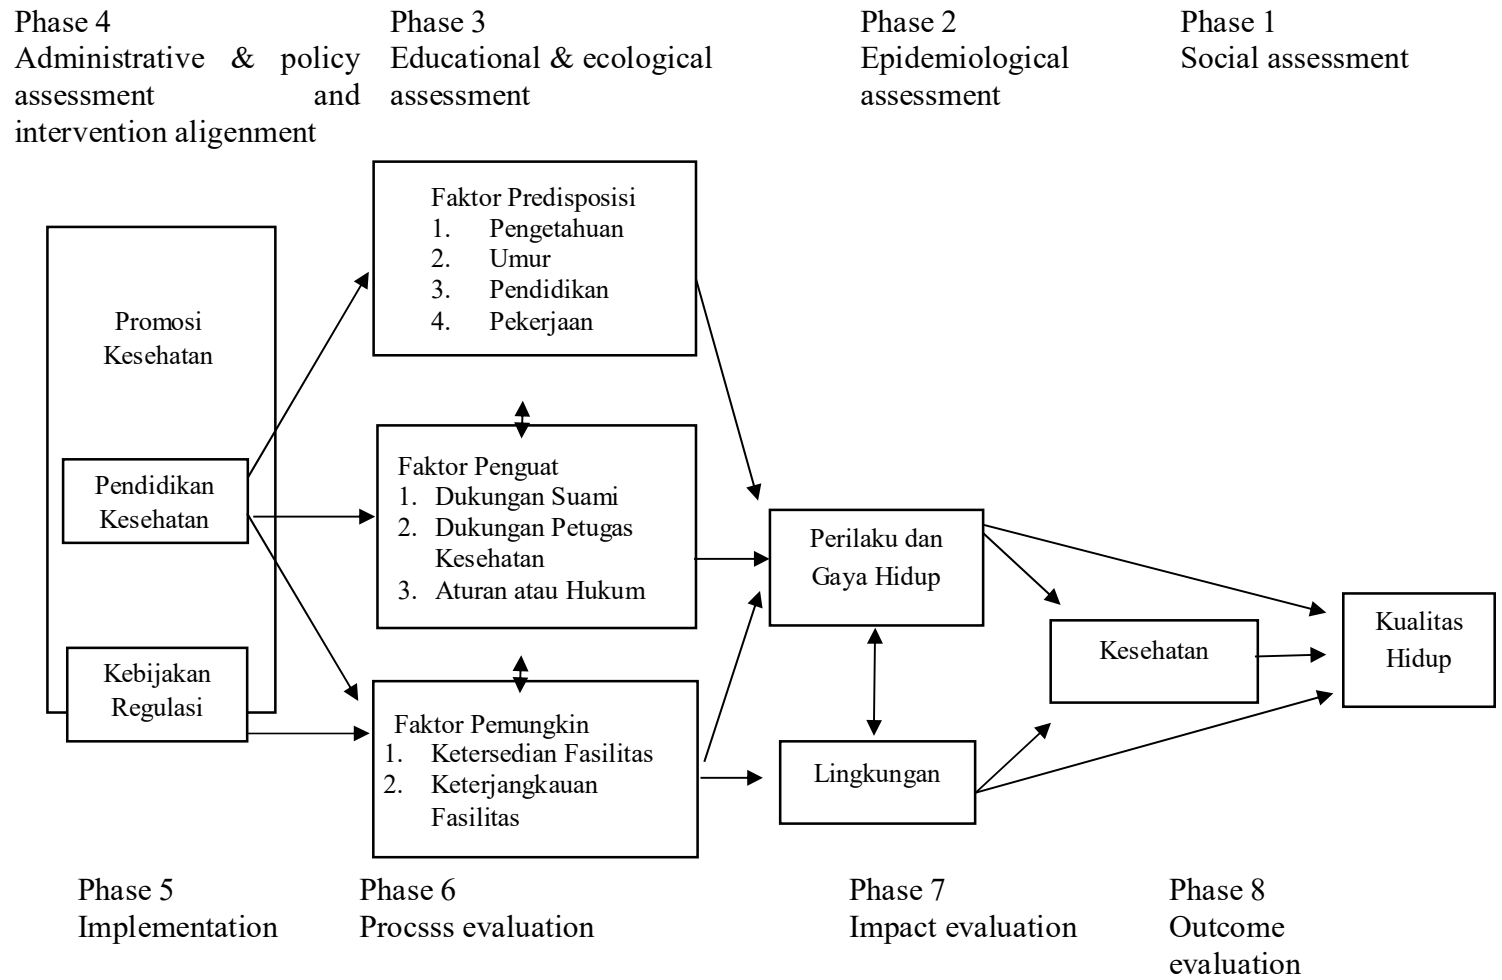 Phase 4
Administrative & policy
assessment and
intervention aligenment
Phase 3
Educational & ecological
assessment
Phase 2
Epidemiological
assessment
Phase 1
Social assessment
Promosi
Kesehatan
Pendidikan
Kesehatan
Kebijakan
Regulasi
Faktor Predisposisi
1. Pengetahuan
2. Umur
3. Pendidikan
4. Pekerjaan
Faktor Penguat
1. Dukungan Suami
2. Dukungan Petugas
Kesehatan
3. Aturan atau Hukum
Faktor Pemungkin
1. Ketersedian Fasilitas
2. Keterjangkauan
Fasilitas
Perilaku dan
Gaya Hidup
Lingkungan
Kesehatan
Kualitas
Hidup
Phase 5
Implementation
Phase 6
Procsss evaluation
Phase 7
Impact evaluation
Phase 8
Outcome
evaluation